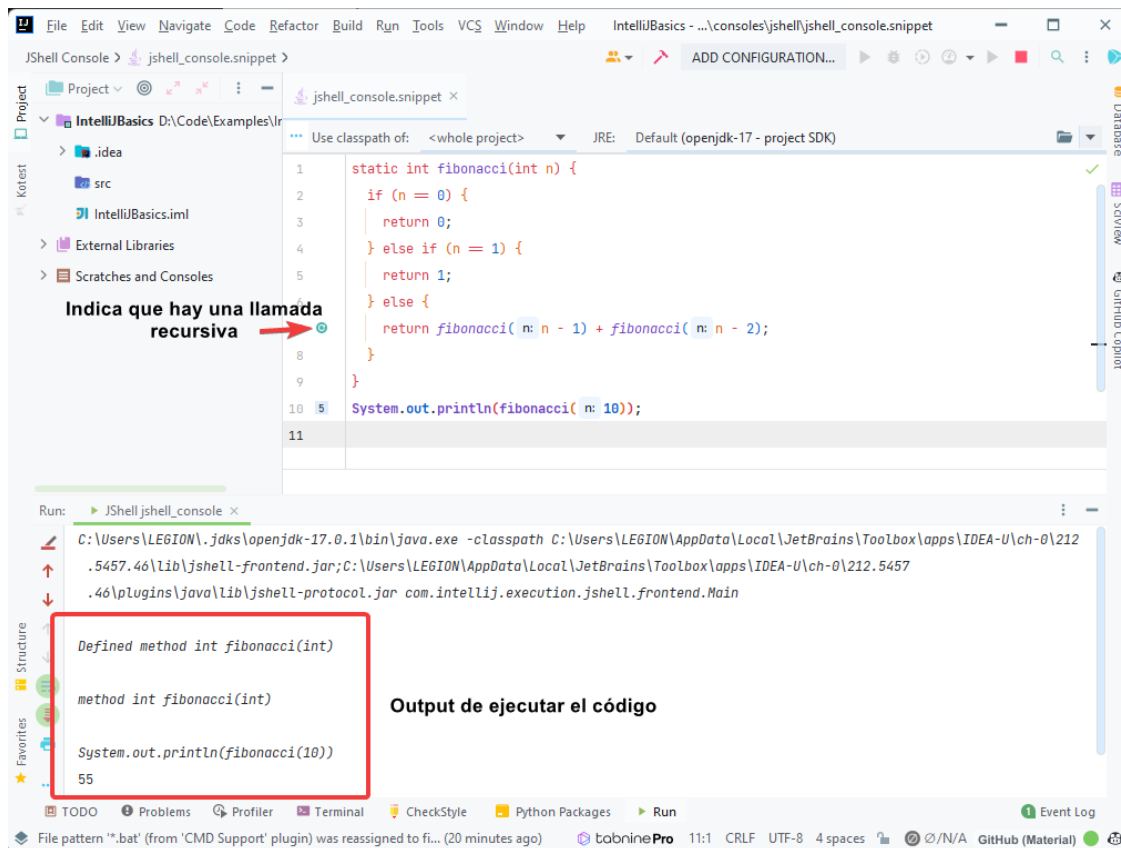 File Edit View Navigate Code Refactor Build Run Tools VCS Window Help IntelliJBasics - ...\consoles\jshell\jshell_console.snippet
JShell Console jshell_console.snippet ADD CONFIGURATION...
Project
IntelliJBasics D:\Code\Examples\Ir
.idea
src
IntelliJBasics.iml
External Libraries
Scratches and Consoles
Project
Kotest
Structure
Favorites
jshell_console.snippet
Use classpath of: <whole project> JRE: Default (openjdk-17 - project SDK)
1 static int fibonacci(int n) {
2 if (n == 0) {
3 return 0;
4 } else if (n == 1) {
5 return 1;
6 } else {
return fibonacci( n: n - 1) + fibonacci( n: n - 2);
8 }
9 }
10 5 System.out.println(fibonacci( n: 10));
11
Indica que hay una llamada
recursiva
Database
SciView
GitHub Copilot
Run: JShell jshell_console
C:\Users\LEGION\.jdks\openjdk-17.0.1\bin\java.exe -classpath C:\Users\LEGION\AppData\Local\JetBrains\Toolbox\apps\IDEA-U\ch-0\212
.5457.46\lib\jshell-frontend.jar;C:\Users\LEGION\AppData\Local\JetBrains\Toolbox\apps\IDEA-U\ch-0\212.5457
.46\plugins\java\lib\jshell-protocol.jar com.intellij.execution.jshell.frontend.Main
Defined method int fibonacci(int)
method int fibonacci(int)
System.out.println(fibonacci(10))
55
Output de ejecutar el código
TODO Problems Profiler Terminal CheckStyle Python Packages Run 1 Event Log
File pattern '*.bat' (from 'CMD Support' plugin) was reassigned to fi... (20 minutes ago) tabnine Pro 11:1 CRLF UTF-8 4 spaces Ø/N/A GitHub (Material)